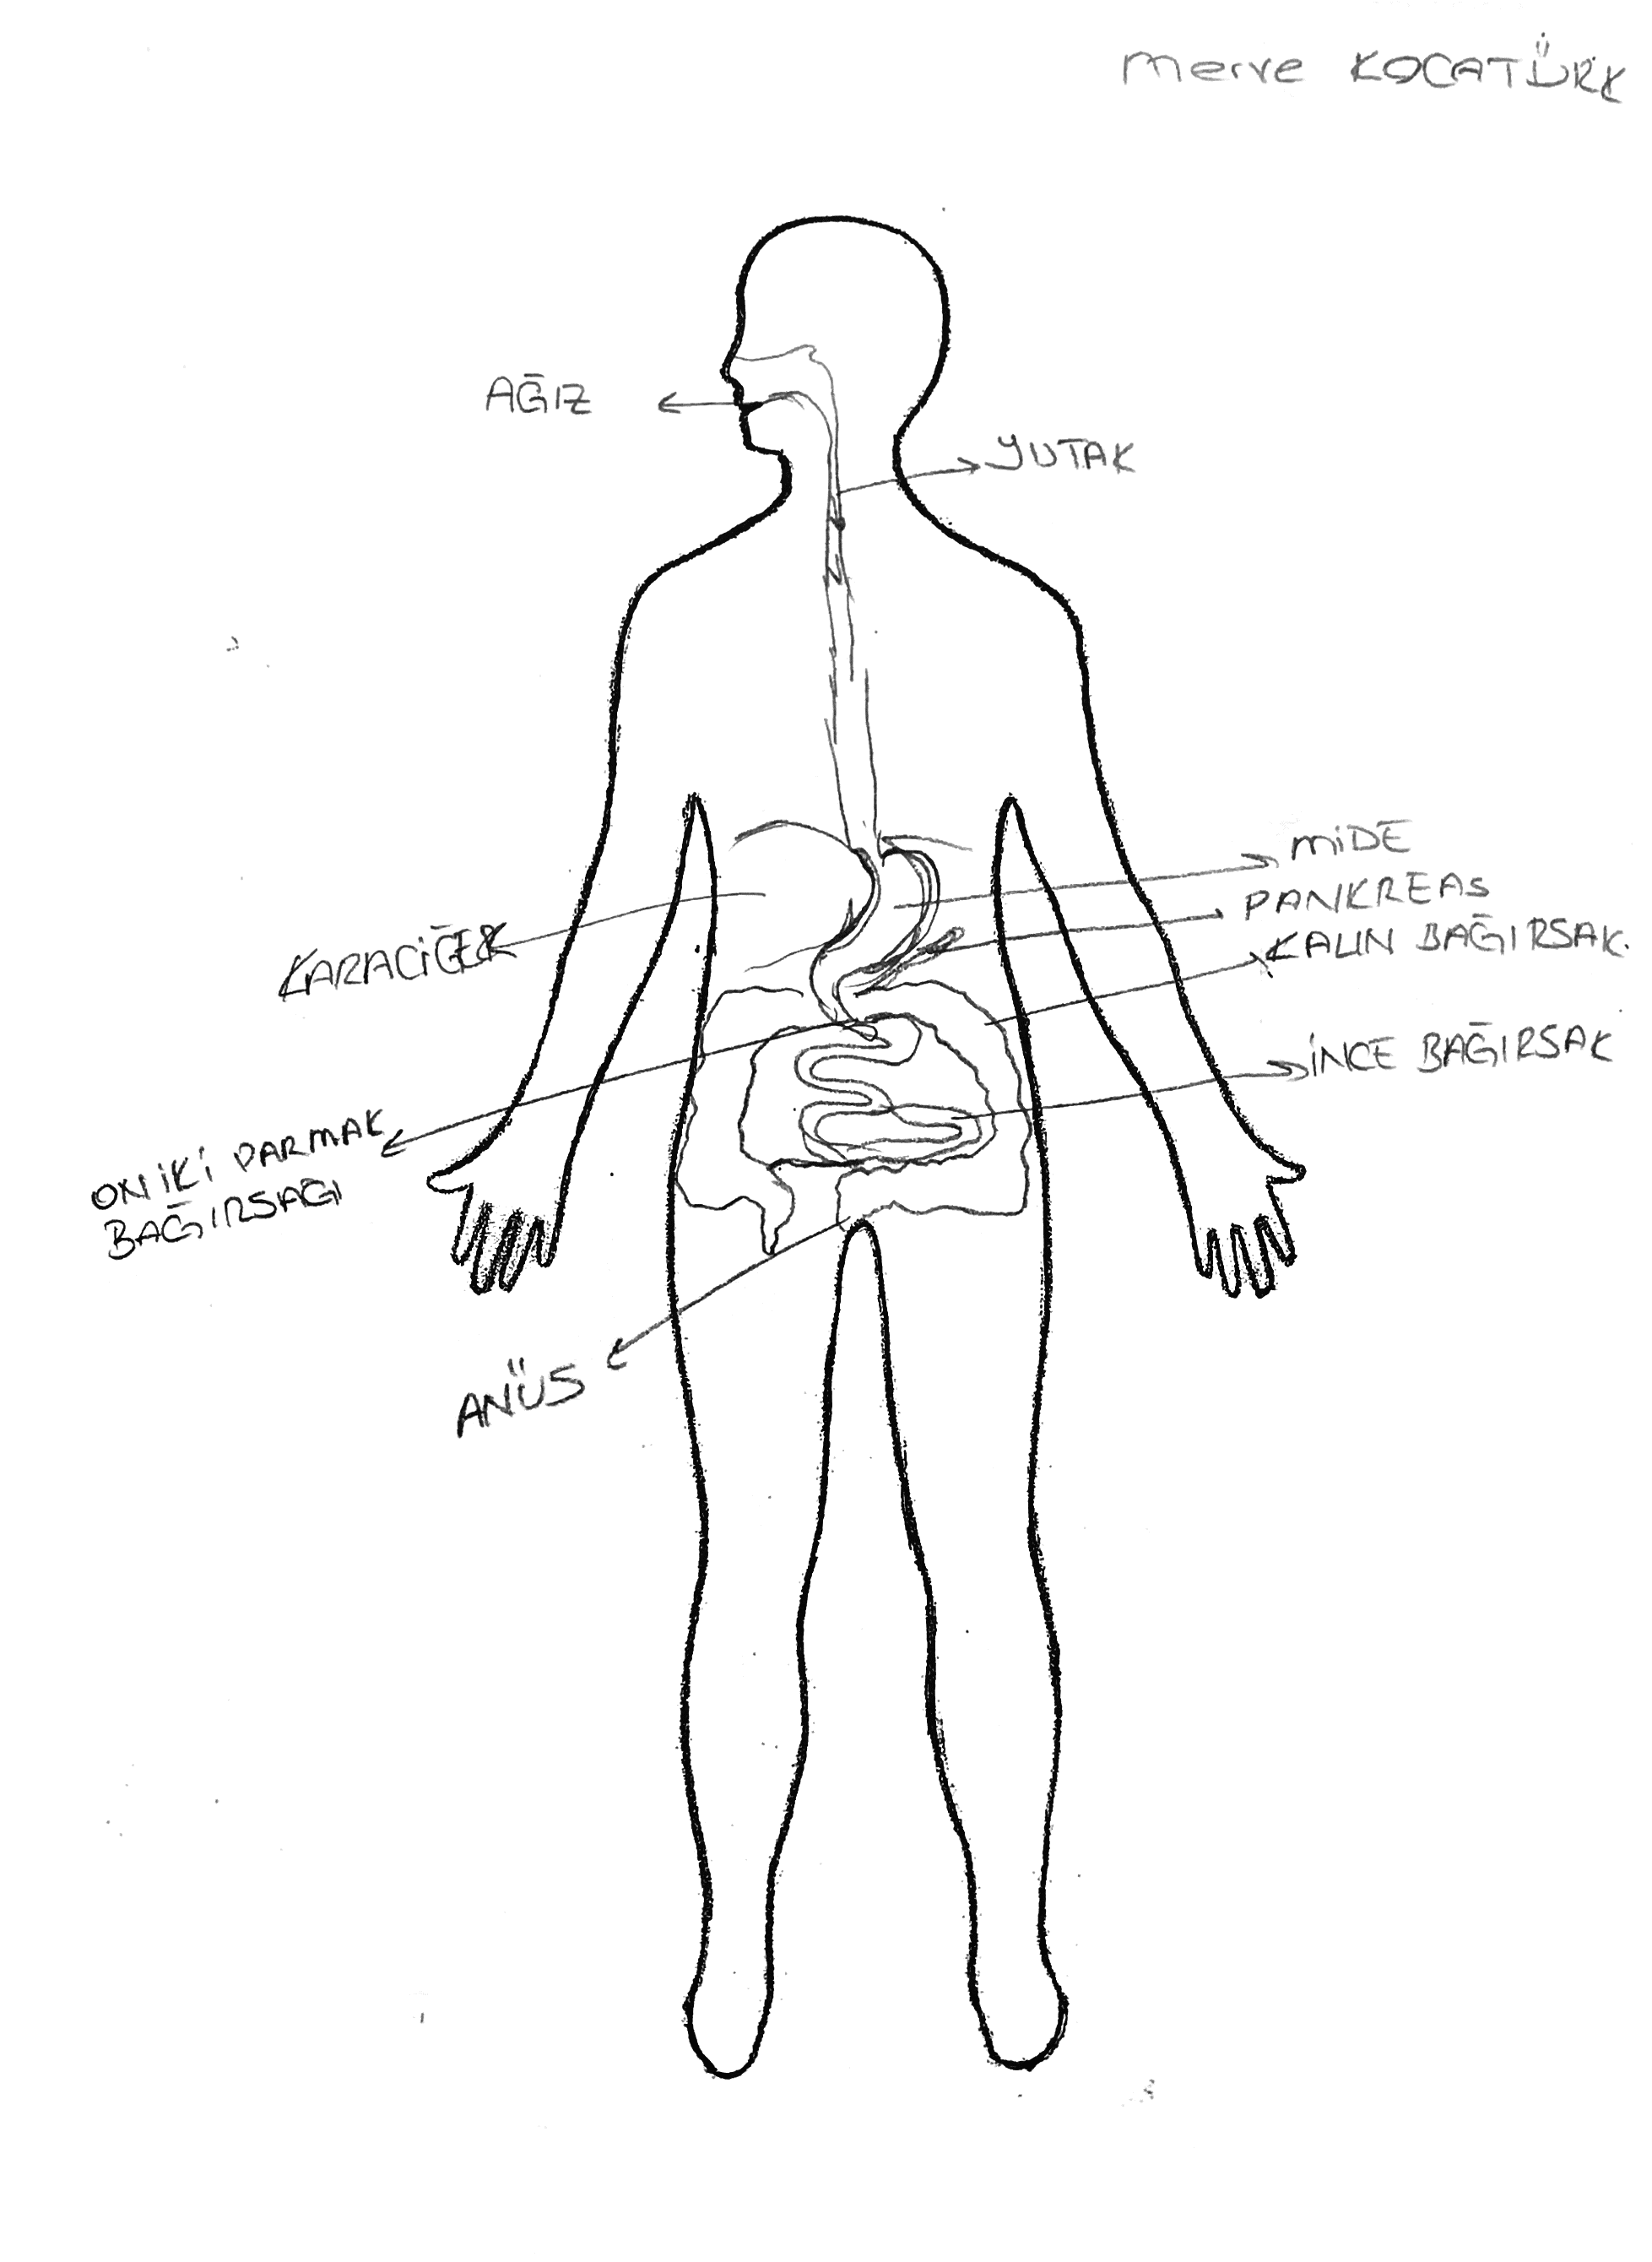 Merve KOCATÜRK
AĞIZ
YUTAK
MİDE
PANKREAS
KALIN BAĞIRSAK
KARACİĞER
İNCE BAĞIRSAK
ONİKİ PARMAK
BAĞIRSAĞI
ANÜS